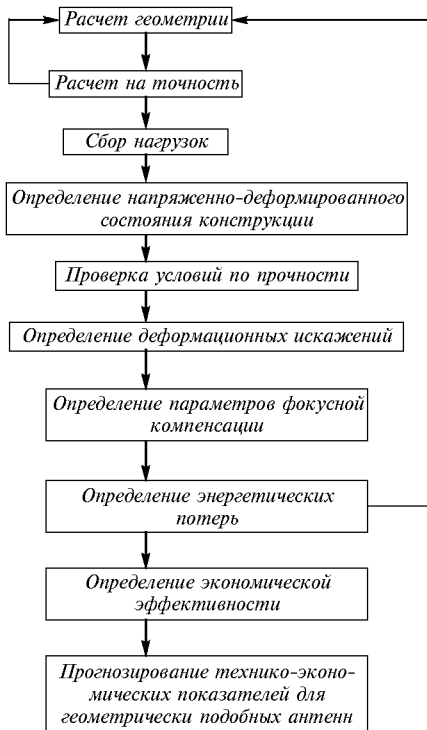 Расчет геометрии
Расчет на точность
Сбор нагрузок
Определение напряженно-деформированного
состояния конструкции
Проверка условий по прочности
Определение деформационных искажений
Определение параметров фокусной
компенсации
Определение энергетических
потерь
Определение экономической
эффективности
Прогнозирование технико-эконо-
мических показателей для
геометрически подобных антенн